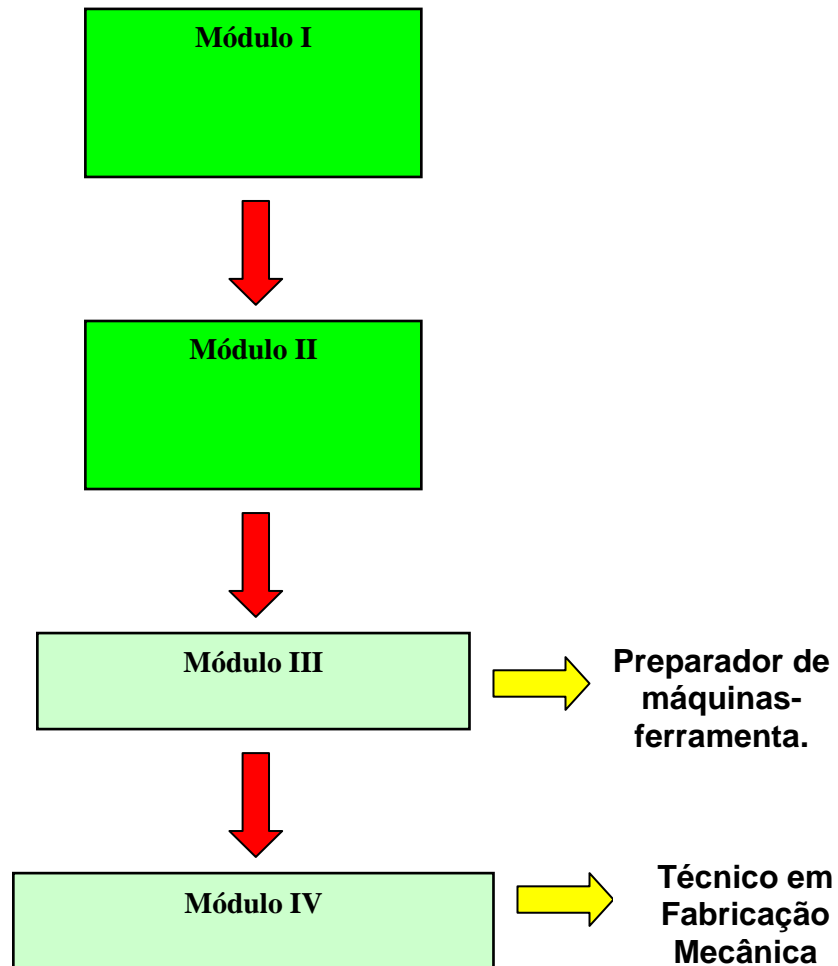 Módulo I
Módulo II
Módulo III
Preparador de
máquinas-
ferramenta.
Módulo IV
Técnico em
Fabricação
Mecânica